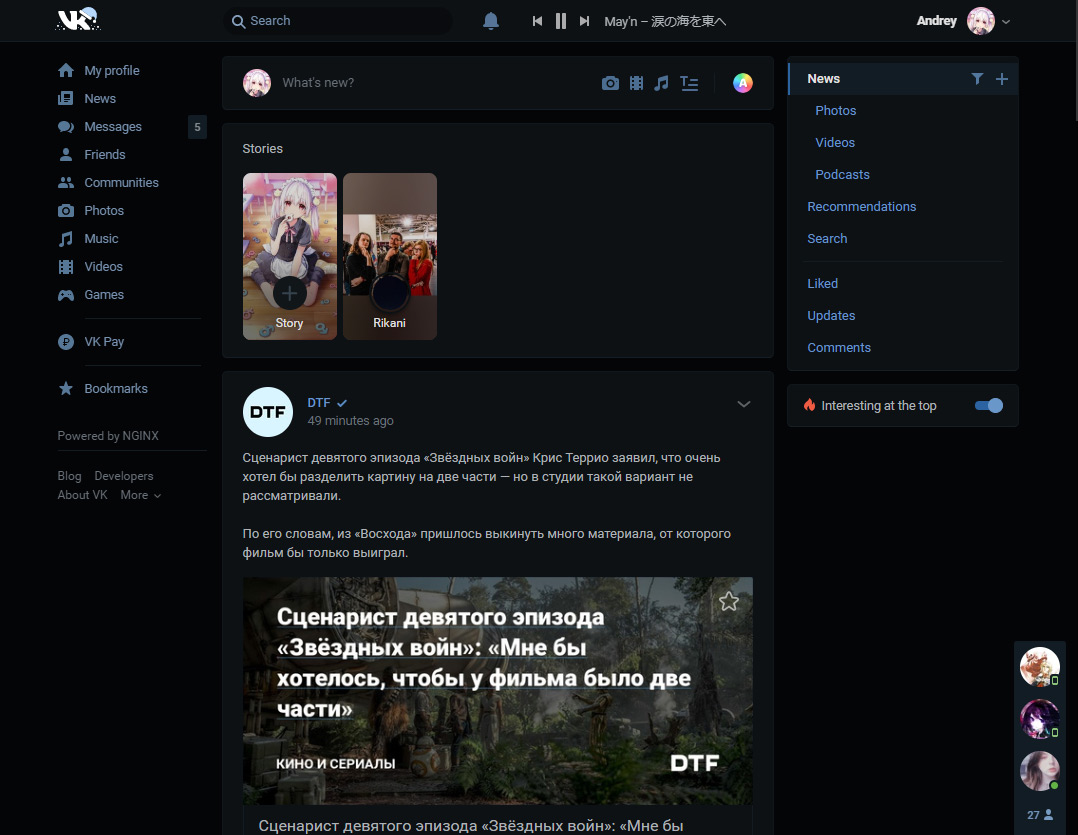 VK
Search
May'n – 涙の海を東へ
Andrey
My profile
News
Messages
5
Friends
Communities
Photos
Music
Videos
Games
VK Pay
Bookmarks
Powered by NGINX
Blog Developers
About VK More
What's new?
A
Stories
Story
Rikani
DTF
DTF
49 minutes ago
Сценарист девятого эпизода «Звёздных войн» Крис Террио заявил, что очень
хотел бы разделить картину на две части — но в студии такой вариант не
рассматривали.
По его словам, из «Восхода» пришлось выкинуть много материала, от которого
фильм бы только выиграл.
Сценарист девятого эпизода
«Звёздных войн»: «Мне бы
хотелось, чтобы у фильма было две
части»
КИНО И СЕРИАЛЫ
DTF
Сценарист девятого эпизода «Звёздных войн»: «Мне бы
News
Photos
Videos
Podcasts
Recommendations
Search
Liked
Updates
Comments
Interesting at the top
27